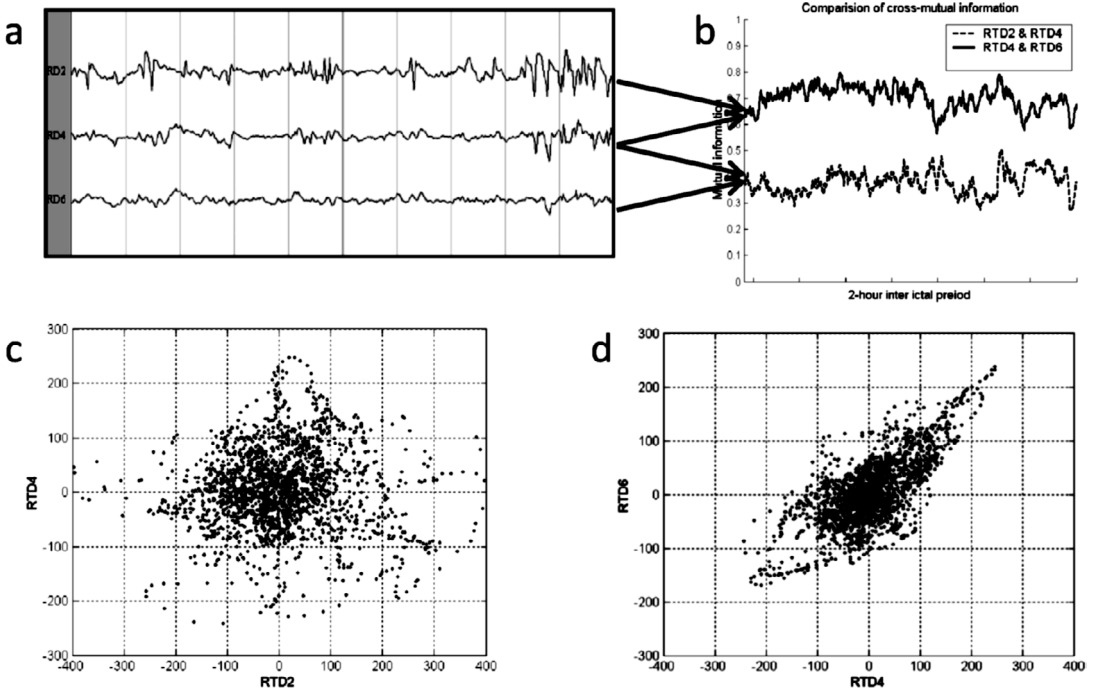 a
RD2
RD4
RD6
b
Comparision of cross-mutual information
RTD2 & RTD4
RTD4 & RTD6
Mutual information
1
0.9
0.8
0.7
0.6
0.5
0.4
0.3
0.2
0.1
0
2-hour inter ictal preiod
c
300
200
100
0
-100
-200
-300
RTD4
-400 -300 -200 -100 0 100 200 300 400
RTD2
d
300
200
100
0
-100
-200
-300
RTD6
-400 -300 -200 -100 0 100 200 300 400
RTD4